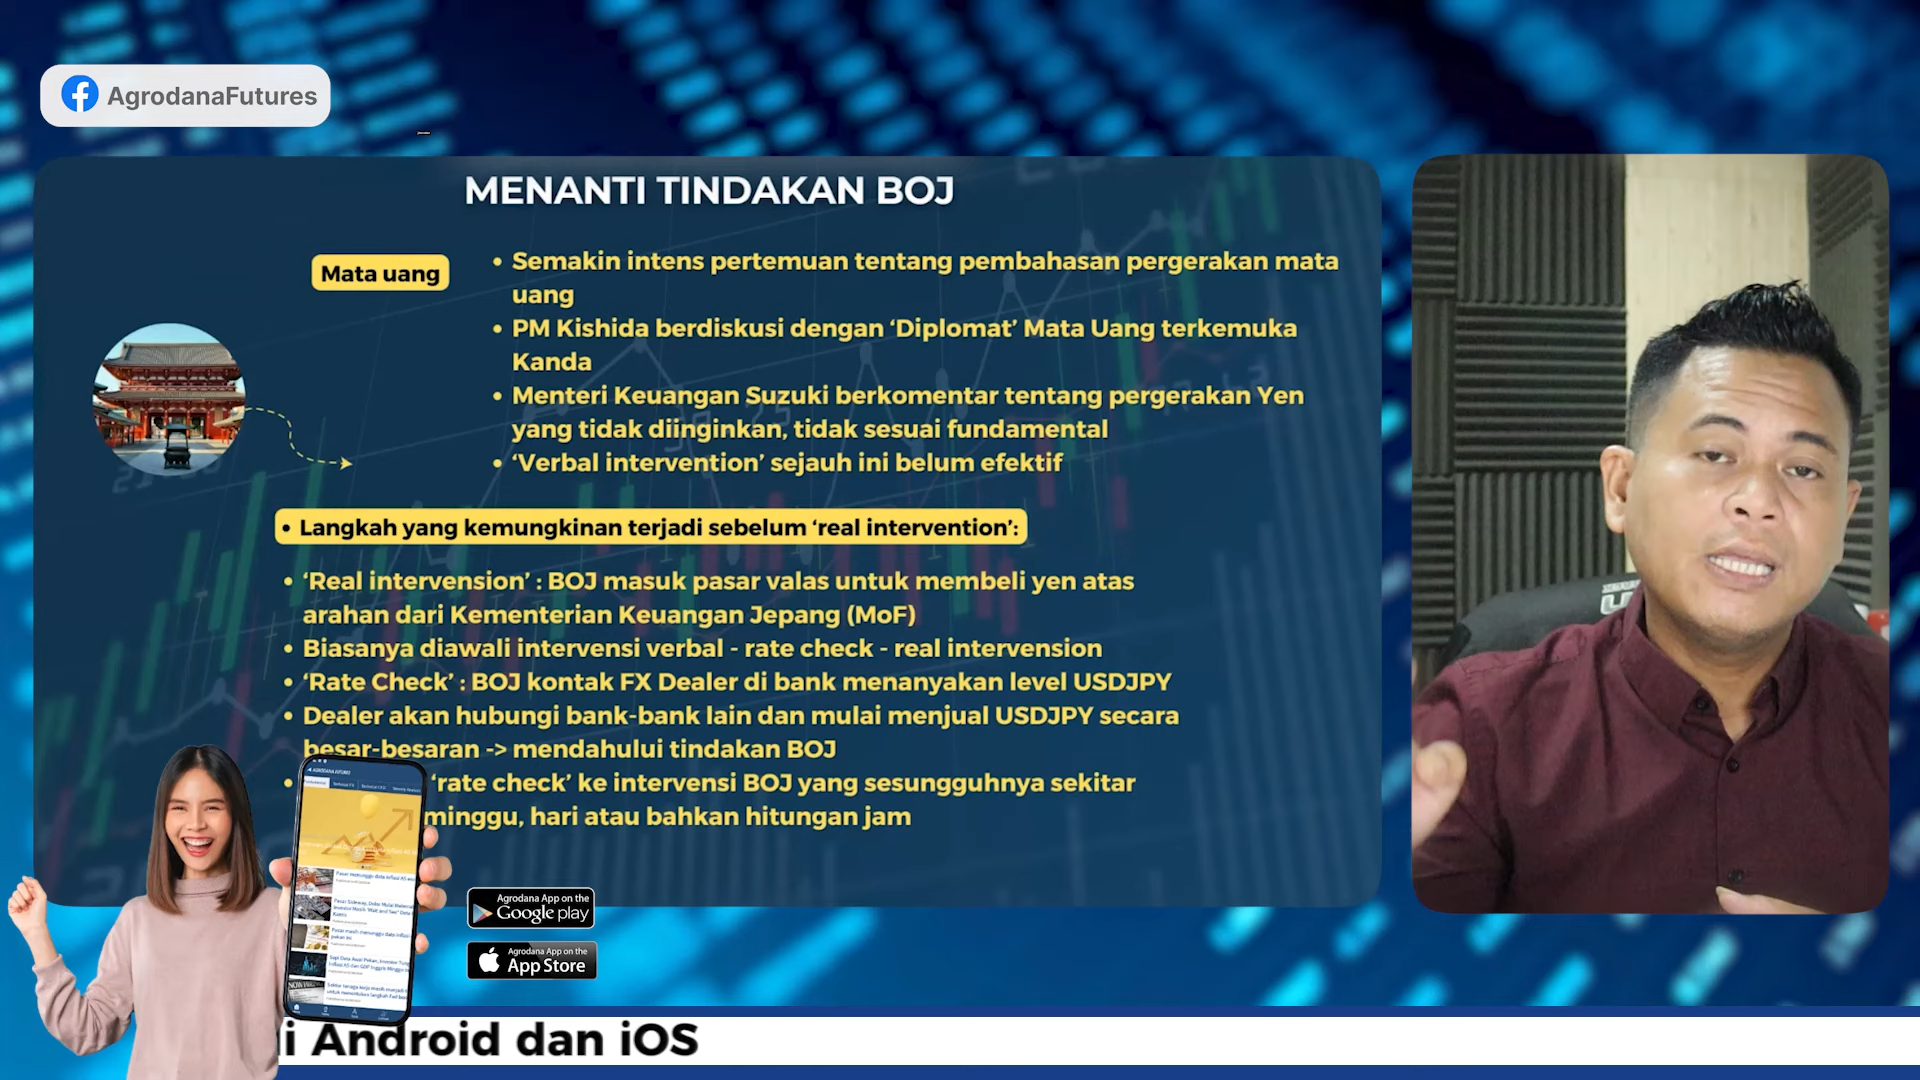 AgrodanaFutures
MENANTI TINDAKAN BOJ
Mata uang
• Semakin intens pertemuan tentang pembahasan pergerakan mata
uang
• PM Kishida berdiskusi dengan ‘Diplomat’ Mata Uang terkemuka
Kanda
• Menteri Keuangan Suzuki berkomentar tentang pergerakan Yen
yang tidak diinginkan, tidak sesuai fundamental
• ‘Verbal intervention’ sejauh ini belum efektif
• Langkah yang kemungkinan terjadi sebelum ‘real intervention’:
• ‘Real intervension’ : BOJ masuk pasar valas untuk membeli yen atas
arahan dari Kementerian Keuangan Jepang (MoF)
• Biasanya diawali intervensi verbal - rate check - real intervension
• ‘Rate Check’ : BOJ kontak FX Dealer di bank menanyakan level USDJPY
• Dealer akan hubungi bank-bank lain dan mulai menjual USDJPY secara
besar-besaran -> mendahului tindakan BOJ
• ‘rate check’ ke intervensi BOJ yang sesungguhnya sekitar
minggu, hari atau bahkan hitungan jam
AGRODANA FUTURES
Agrodana App on the
Google play
Agrodana App on the
App Store
Android dan iOS